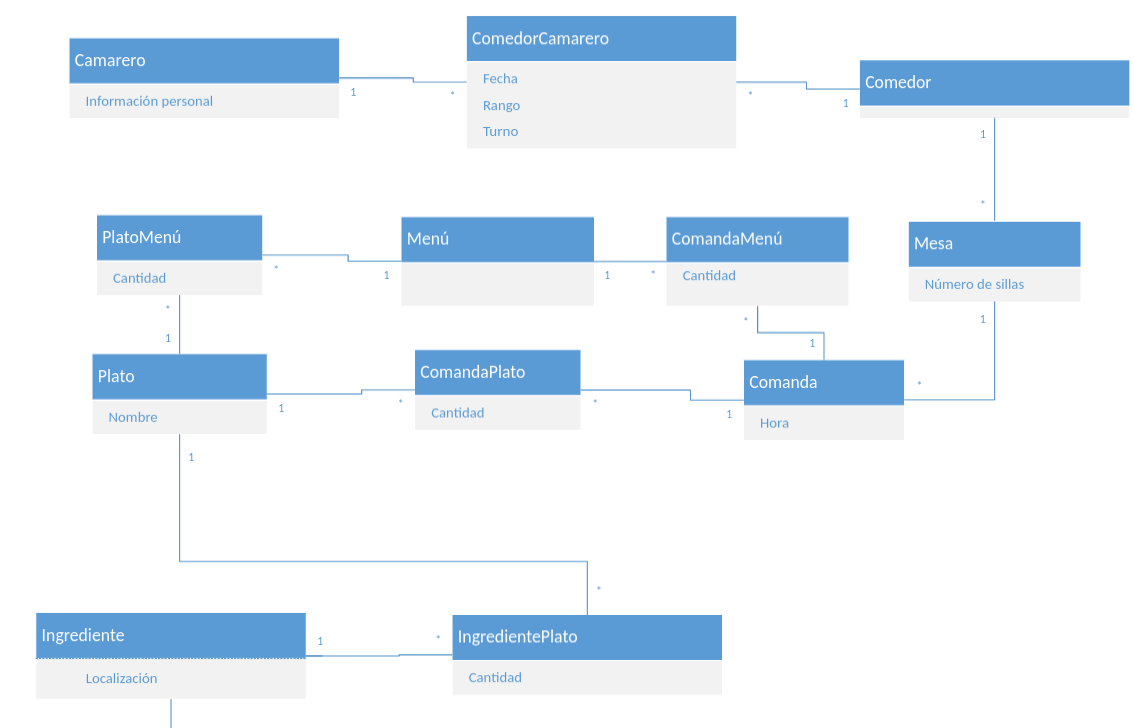 ComedorCamarero
Camarero
Comedor
Información personal
Fecha
Rango
Turno
1
*
*
1
1
*
PlatoMenú
Menú
ComandaMenú
Mesa
Cantidad
Cantidad
Número de sillas
*
1
1
*
*
1
*
1
1
Plato
ComandaPlato
Comanda
Nombre
Cantidad
Hora
1
*
*
1
*
1
*
Ingrediente
IngredientePlato
1
*
Localización
Cantidad